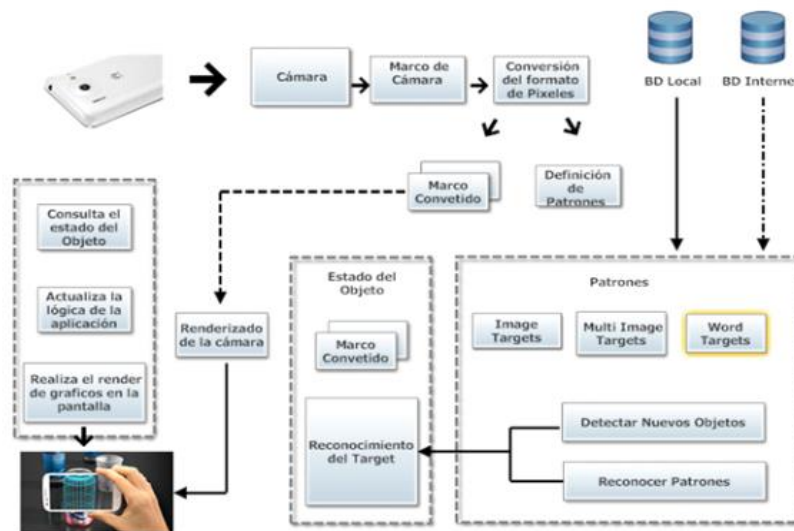 Cámara
Marco de
Cámara
Conversión
del formato
de Pixeles
BD Local
BD Interne
Marco
Convetido
Definición
de
Patrones
Consulta el
estado del
Objeto
Actualiza la
lógica de la
aplicación
Realiza el render
de graficos en la
pantalla
Renderizado
de la cámara
Estado del
Objeto
Marco
Convetido
Reconocimiento
del Target
Patrones
Image
Targets
Multi Image
Targets
Word
Targets
Detectar Nuevos Objetos
Reconocer Patrones